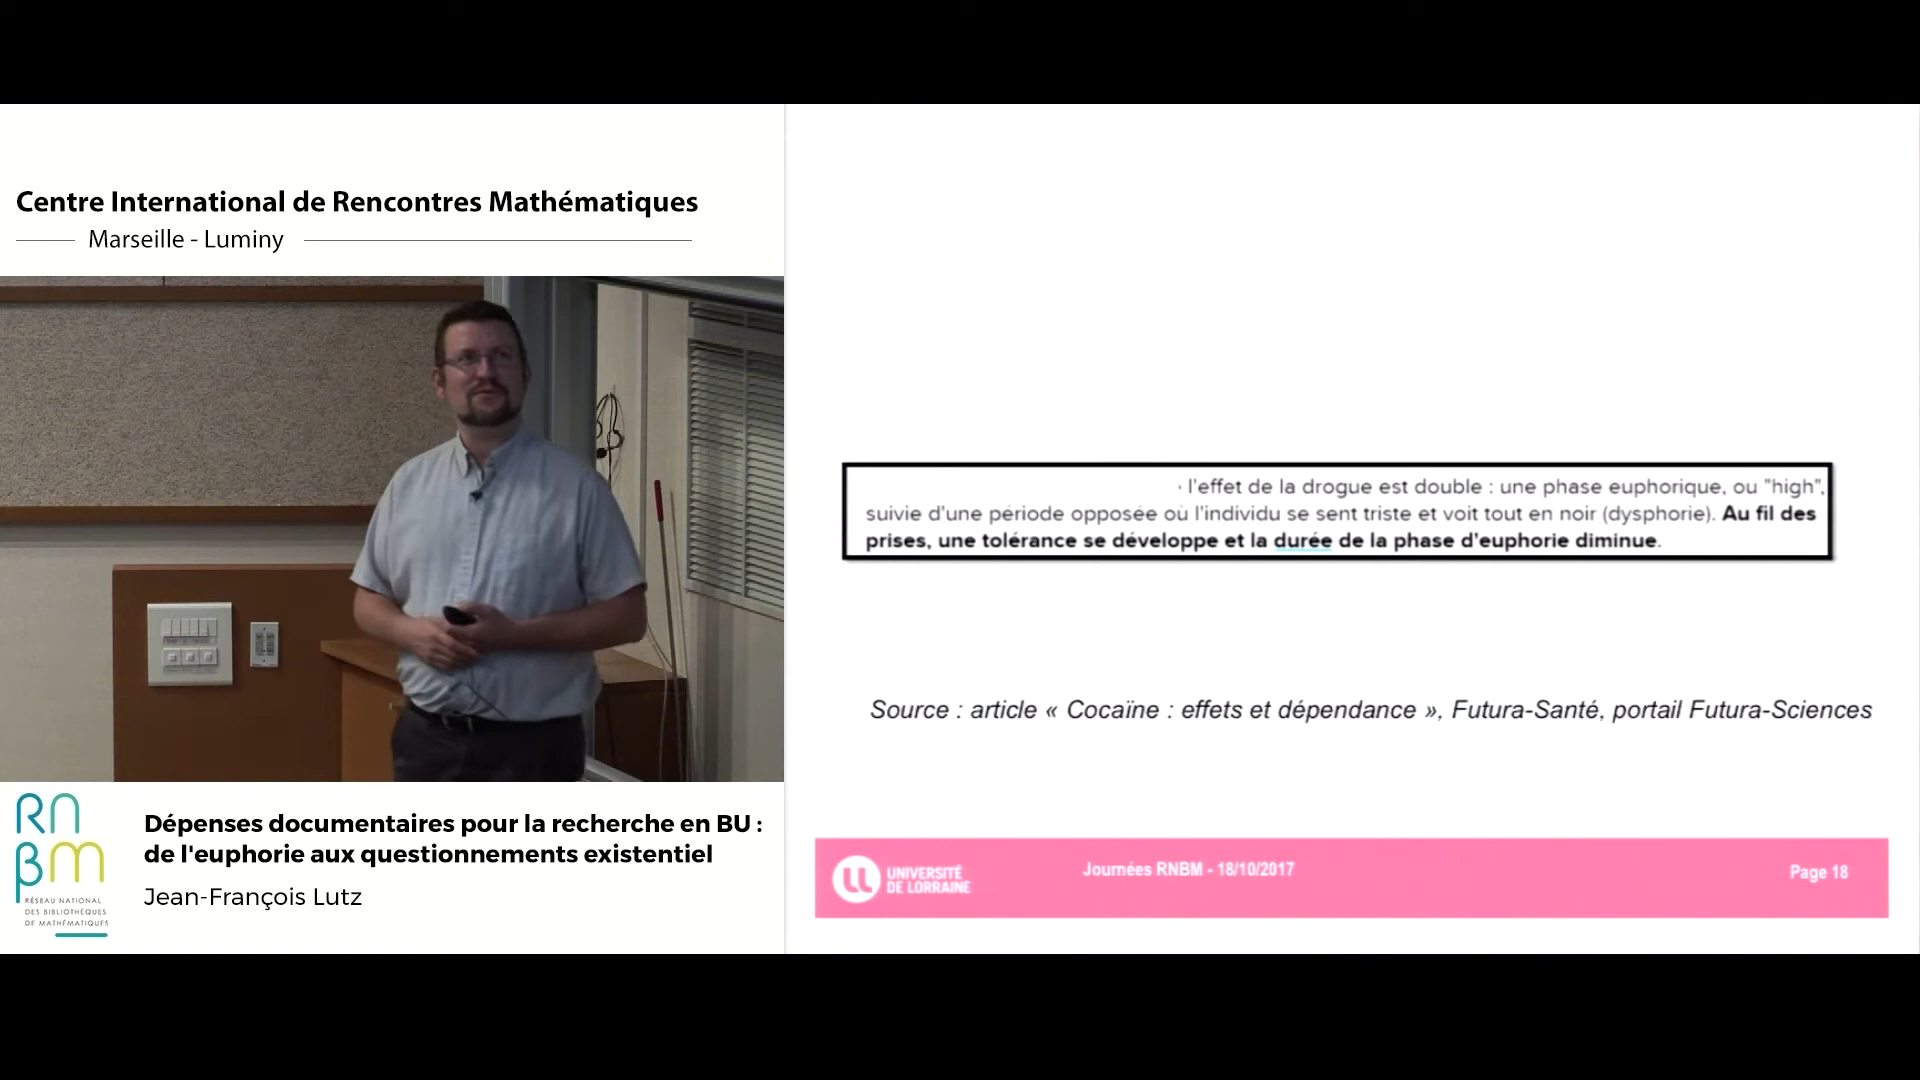 Centre International de Rencontres Mathématiques
Marseille - Luminy
RN
BM
RÉSEAU NATIONAL
DES BIBLIOTHÈQUES
DE MATHÉMATIQUES
Dépenses documentaires pour la recherche en BU :
de l'euphorie aux questionnements existentiel
Jean-François Lutz
l'effet de la drogue est double : une phase euphorique, ou "high",
suivie d'une période opposée où l'individu se sent triste et voit tout en noir (dysphorie). Au fil des
prises, une tolérance se développe et la durée de la phase d'euphorie diminue.
Source : article « Cocaïne : effets et dépendance », Futura-Santé, portail Futura-Sciences
UNIVERSITÉ
DE LORRAINE
Journées RNBM - 18/10/2017
Page 18